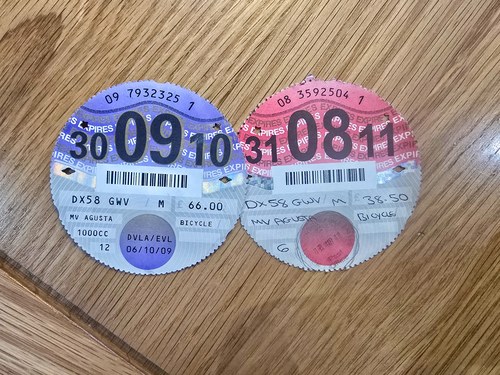 09 7932325 1
EXPIRES
30 09 10
DX58 GWV M £ 66.00
MV AGUSTA BICYCLE
1000CC
12
DVLA/EVL
06/10/09
08 3592504 1
EXPIRES
31 08 11
DX58 GWV M 38.50
MV AGUSTA Bicycle
6